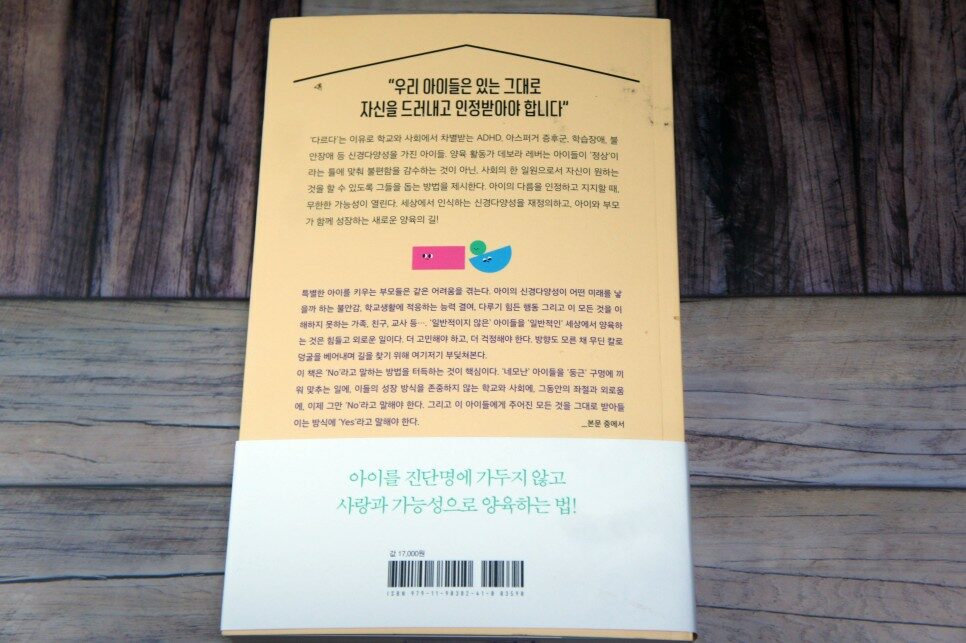 "우리 아이들은 있는 그대로
자신을 드러내고 인정받아야 합니다"
'다르다'는 이유로 학교와 사회에서 차별받는 ADHD, 아스퍼거 증후군, 학습장애, 불
안장애 등 신경다양성을 가진 아이들. 양육 활동가 데보라 레버는 아이들이 '정상'이
라는 틀에 맞춰 불편함을 감수하는 것이 아닌, 사회의 한 일원으로서 자신이 원하는
것을 할 수 있도록 그들을 돕는 방법을 제시한다. 아이의 다름을 인정하고 지지할 때,
무한한 가능성이 열린다. 세상에서 인식하는 신경다양성을 재정의하고, 아이와 부모
가 함께 성장하는 새로운 양육의 길!
특별한 아이를 키우는 부모들은 같은 어려움을 겪는다. 아이의 신경다양성이 어떤 미래를 낳
을까 하는 불안감, 학교생활에 적응하는 능력 결여, 다루기 힘든 행동 그리고 이 모든 것을 이
해하지 못하는 가족, 친구, 교사 등…. '일반적이지 않은' 아이들을 '일반적인' 세상에서 양육하
는 것은 힘들고 외로운 일이다. 더 고민해야 하고, 더 걱정해야 한다. 방향도 모른 채 무딘 칼로
덩굴을 베어내며 길을 찾기 위해 여기저기 부딪쳐본다.
이 책은 'No'라고 말하는 방법을 터득하는 것이 핵심이다. '네모난' 아이들을 '둥근' 구멍에 끼
워 맞추는 일에, 이들의 성장 방식을 존중하지 않는 학교와 사회에, 그동안의 좌절과 외로움
에, 이제 그만 'No'라고 말해야 한다. 그리고 이 아이들에게 주어진 모든 것을 그대로 받아들
이는 방식에 'Yes'라고 말해야 한다.
_본문 중에서
아이를 진단명에 가두지 않고
사랑과 가능성으로 양육하는 법!
값 17,000원
ISBN 979-11-90382-41-0 03590